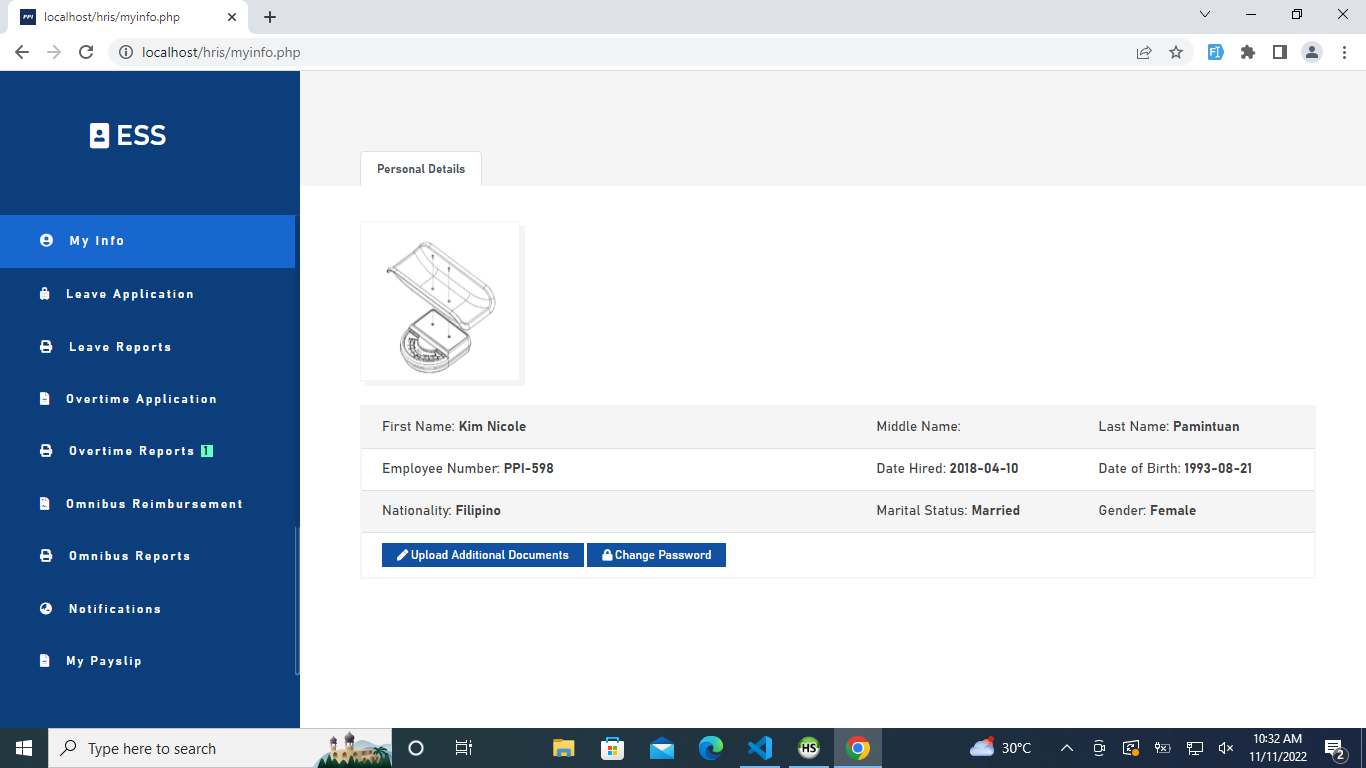 PPI localhost/hris/myinfo.php
localhost/hris/myinfo.php
ESS
Personal Details
My Info
Leave Application
Leave Reports
Overtime Application
Overtime Reports 1
Omnibus Reimbursement
Omnibus Reports
Notifications
My Payslip
First Name: Kim Nicole Middle Name: Last Name: Pamintuan
Employee Number: PPI-598 Date Hired: 2018-04-10 Date of Birth: 1993-08-21
Nationality: Filipino Marital Status: Married Gender: Female
Upload Additional Documents Change Password
Type here to search
HS
30°C
10:32 AM
11/11/2022
2